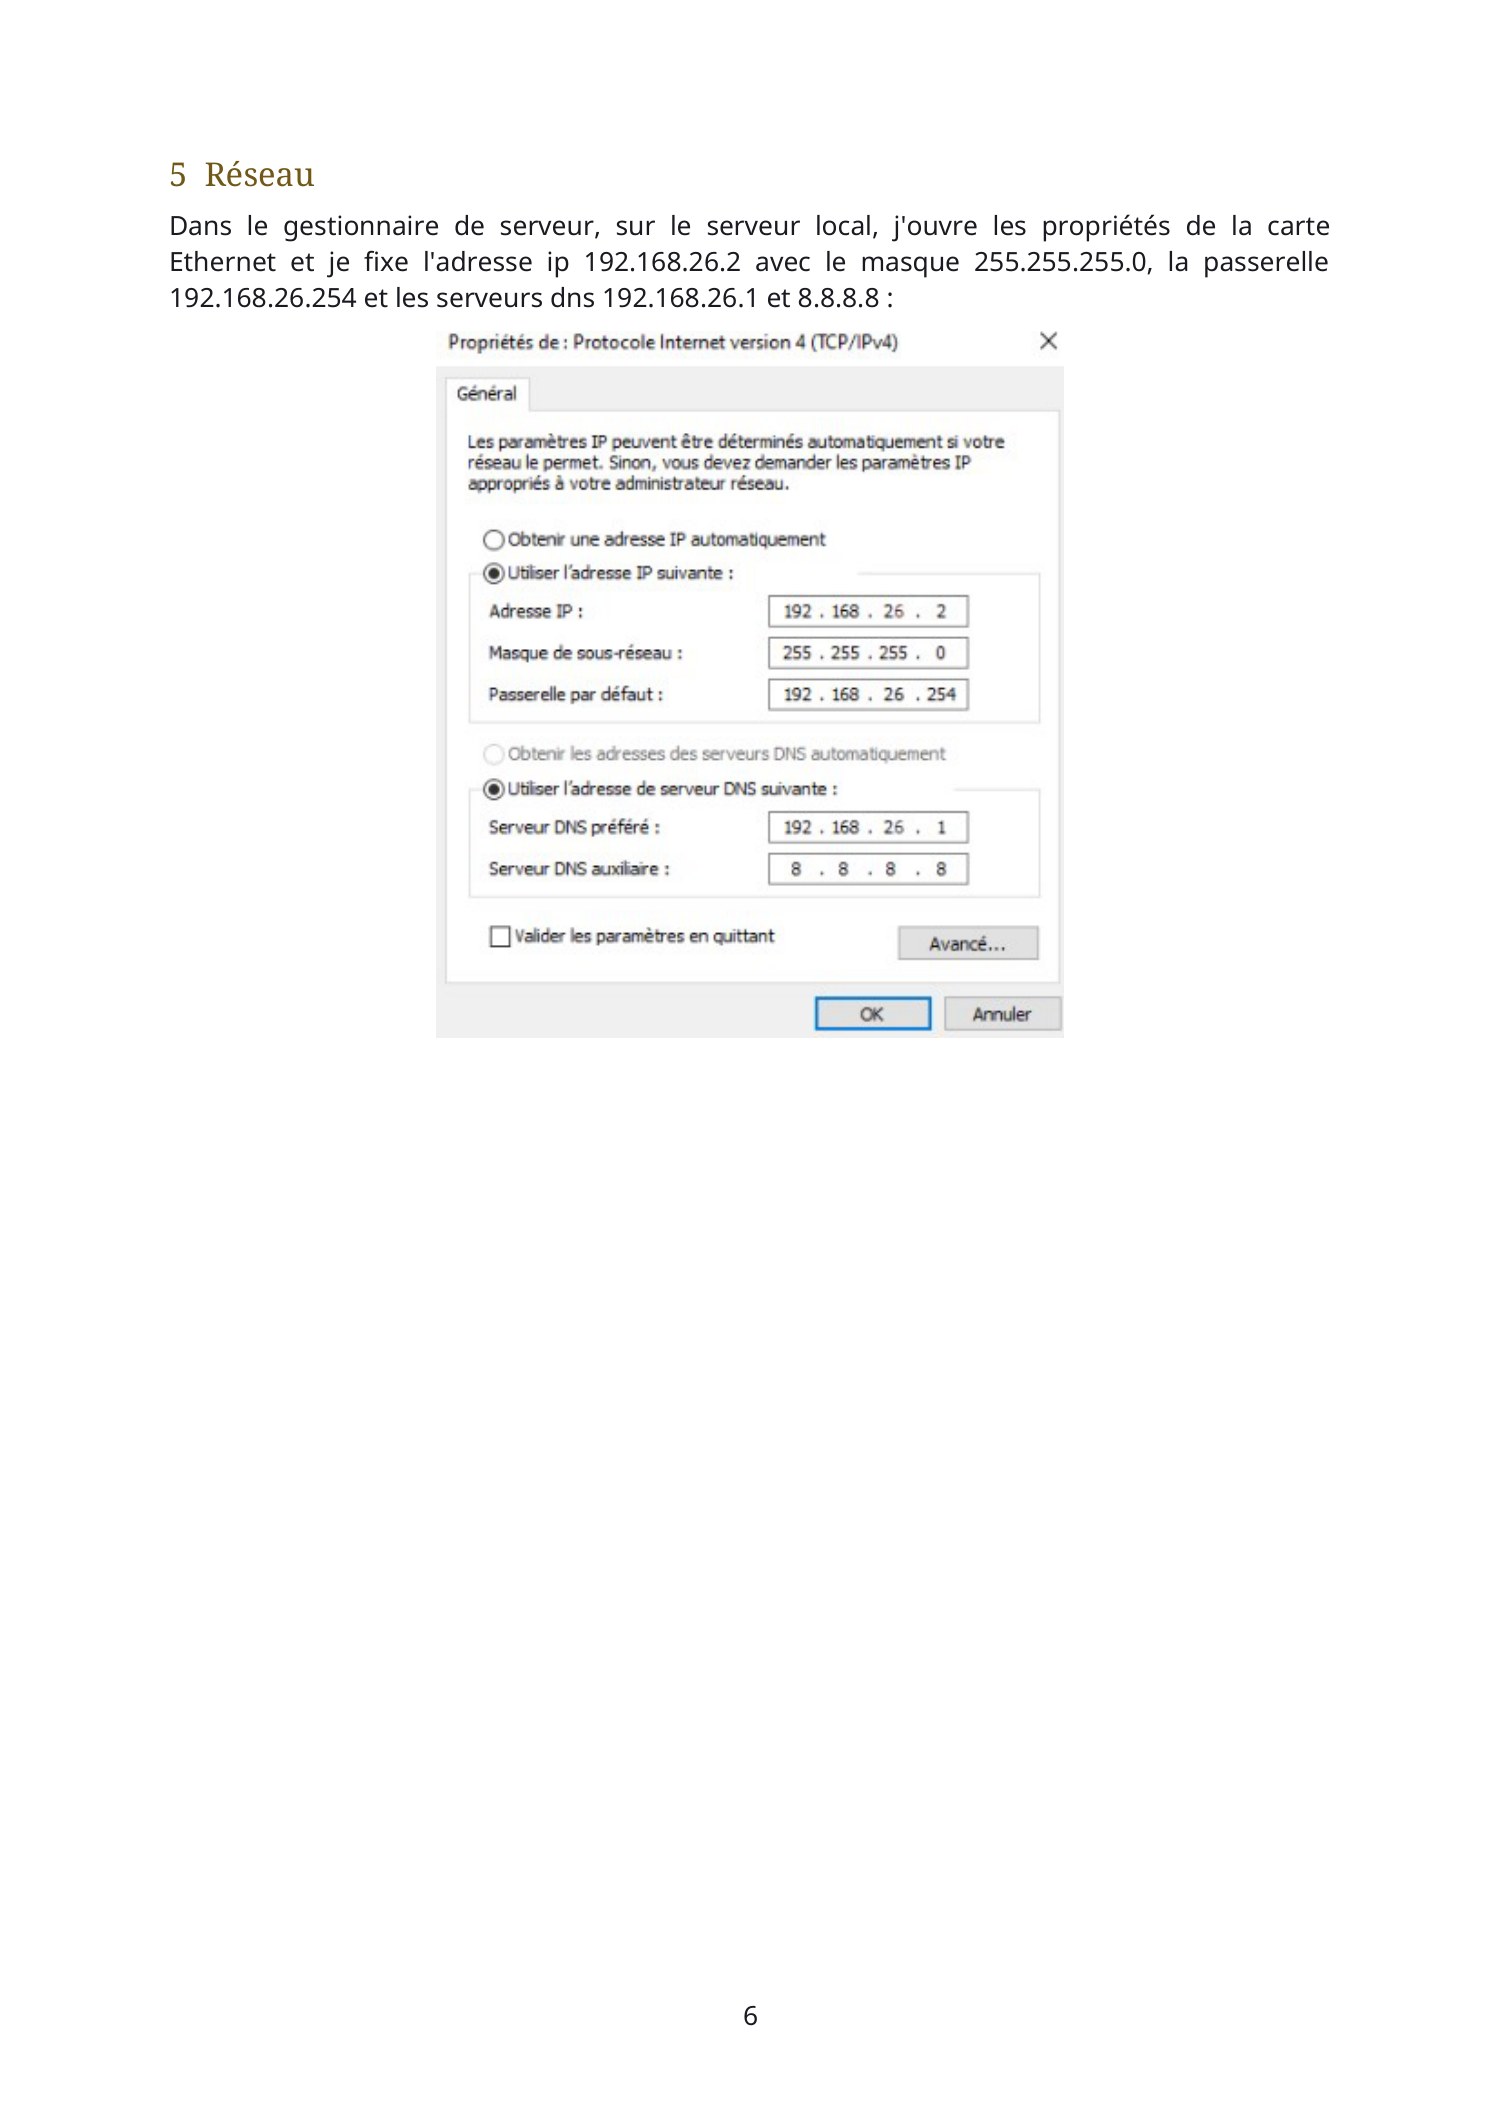 5 Réseau
Dans le gestionnaire de serveur, sur le serveur local, j'ouvre les propriétés de la carte
Ethernet et je fixe l'adresse ip 192.168.26.2 avec le masque 255.255.255.0, la passerelle
192.168.26.254 et les serveurs dns 192.168.26.1 et 8.8.8.8 :
Propriétés de : Protocole Internet version 4 (TCP/IPv4)
Général
Les paramètres IP peuvent être déterminés automatiquement si votre
réseau le permet. Sinon, vous devez demander les paramètres IP
appropriés à votre administrateur réseau.
Obtenir une adresse IP automatiquement
Utiliser l'adresse IP suivante :
Adresse IP : 192 . 168 . 26 . 2
Masque de sous-réseau : 255 . 255 . 255 . 0
Passerelle par défaut : 192 . 168 . 26 . 254
Obtenir les adresses des serveurs DNS automatiquement
Utiliser l'adresse de serveur DNS suivante :
Serveur DNS préféré : 192 . 168 . 26 . 1
Serveur DNS auxiliaire : 8 . 8 . 8 . 8
Valider les paramètres en quittant
Avancé...
OK Annuler
6